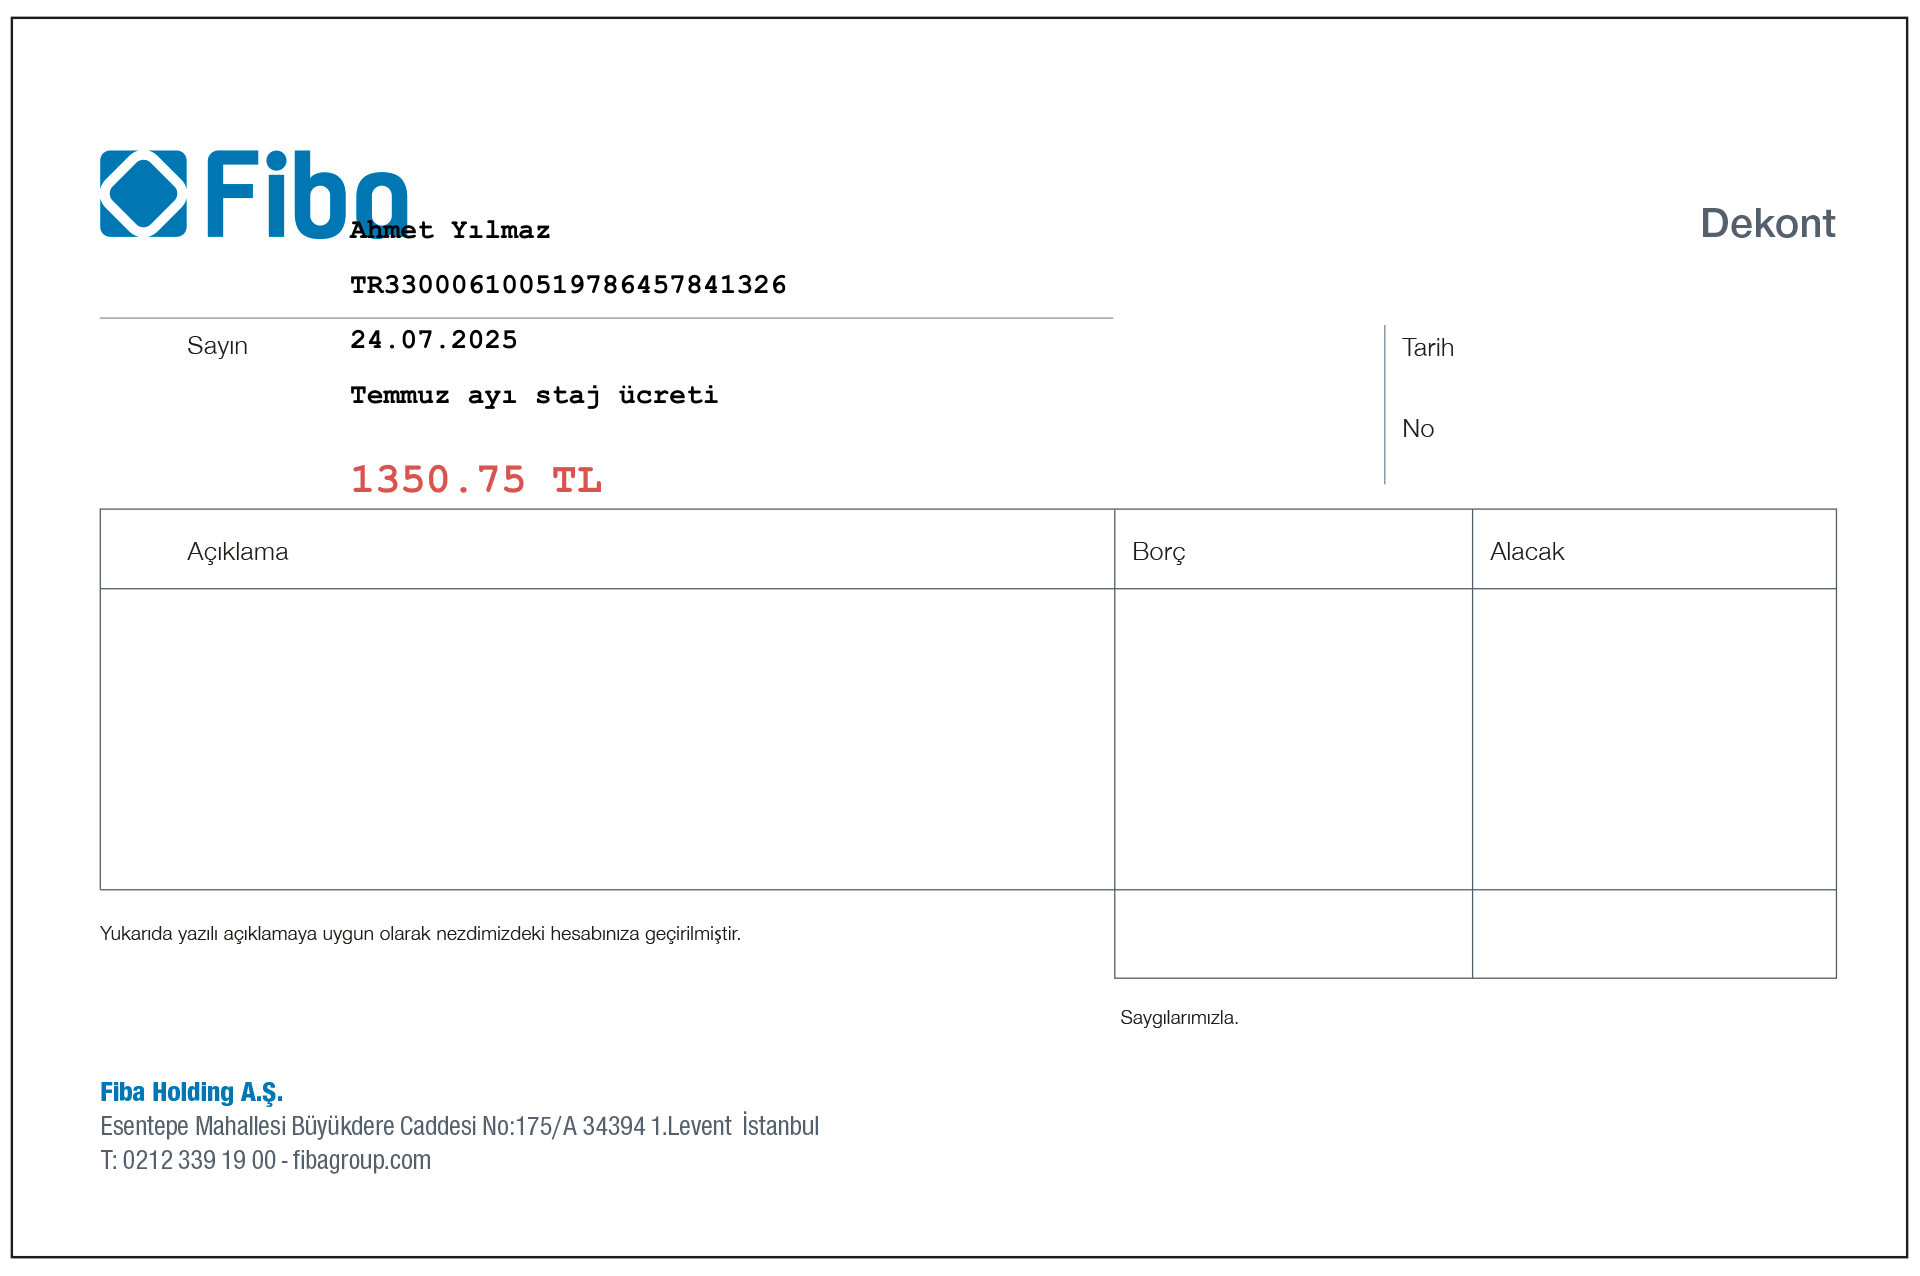 Fiba
Dekont
Ahmet Yılmaz
TR330006100519786457841326
Sayın
24.07.2025
Tarih
Temmuz ayı staj ücreti
No
1350.75 TL
Açıklama
Borç
Alacak
Yukarıda yazılı açıklamaya uygun olarak nezdimizdeki hesabınıza geçirilmiştir.
Saygılarımızla.
Fiba Holding A.Ş.
Esentepe Mahallesi Büyükdere Caddesi No:175/A 34394 1.Levent İstanbul
T: 0212 339 19 00 - fibagroup.com